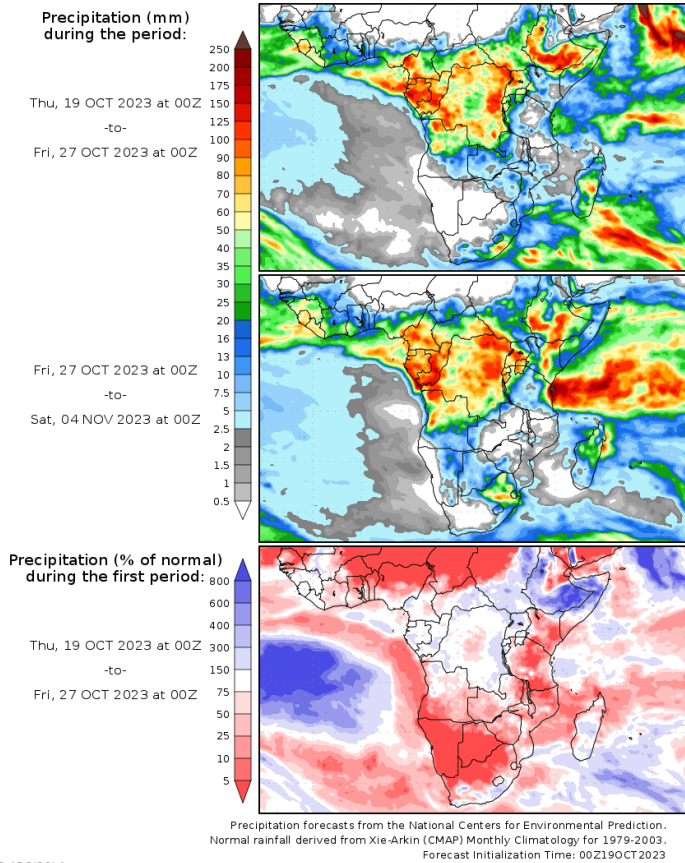 Precipitation (mm)
during the period:
Thu, 19 OCT 2023 at 00Z
-to-
Fri, 27 OCT 2023 at 00Z
250
200
175
150
125
100
90
80
70
60
50
40
35
30
25
20
16
13
10
7.5
5
2.5
2
1.5
1
0.5
Fri, 27 OCT 2023 at 00Z
-to-
Sat, 04 NOV 2023 at 00Z
Precipitation (% of normal)
during the first period:
Thu, 19 OCT 2023 at 00Z
-to-
Fri, 27 OCT 2023 at 00Z
800
600
400
300
150
75
50
25
10
5
Precipitation forecasts from the National Centers for Environmental Prediction.
Normal rainfall derived from Xie-Arkin (CMAP) Monthly Climatology for 1979-2003.
Forecast Initialization Time: 00Z19OCT2023